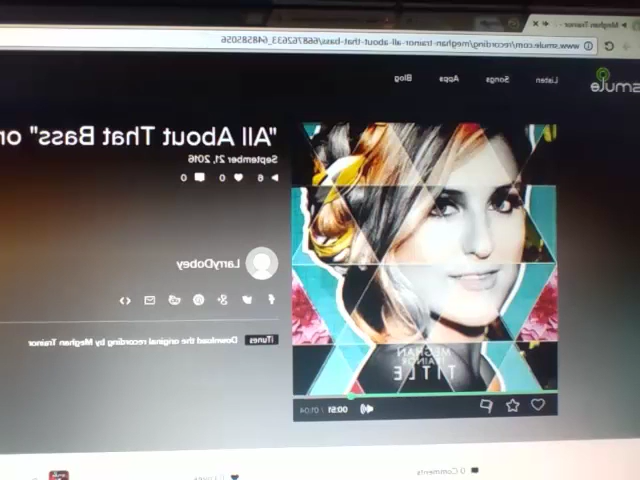 Meghan Trainor -
www.smule.com/recording/meghan-trainor-all-about-that-bass/668762633_648585056
smule
Listen Songs Apps Blog
"All About That Bass" on
September 21, 2016
6 0 0
LarryDobey
iTunes Download the original recording by Meghan Trainor
MEGHAN
TRAINOR
TITLE
00:51 / 01:04
0 Comments